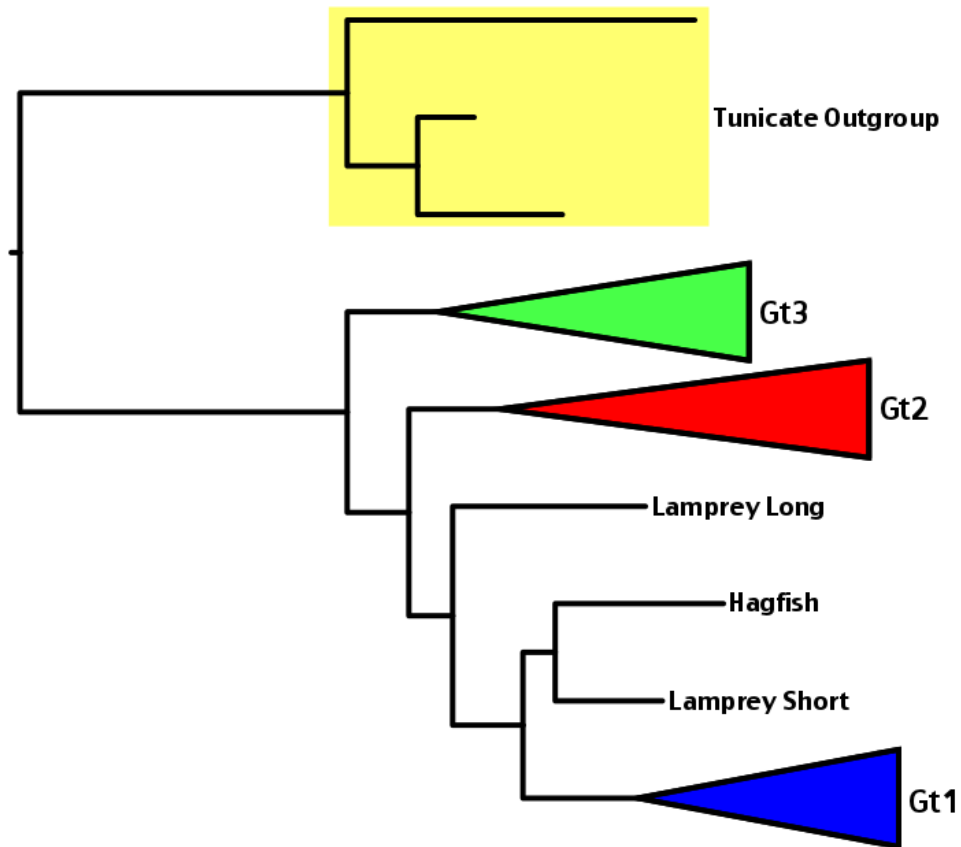 Tunicate Outgroup
Gt3
Gt2
Lamprey Long
Hagfish
Lamprey Short
Gt1